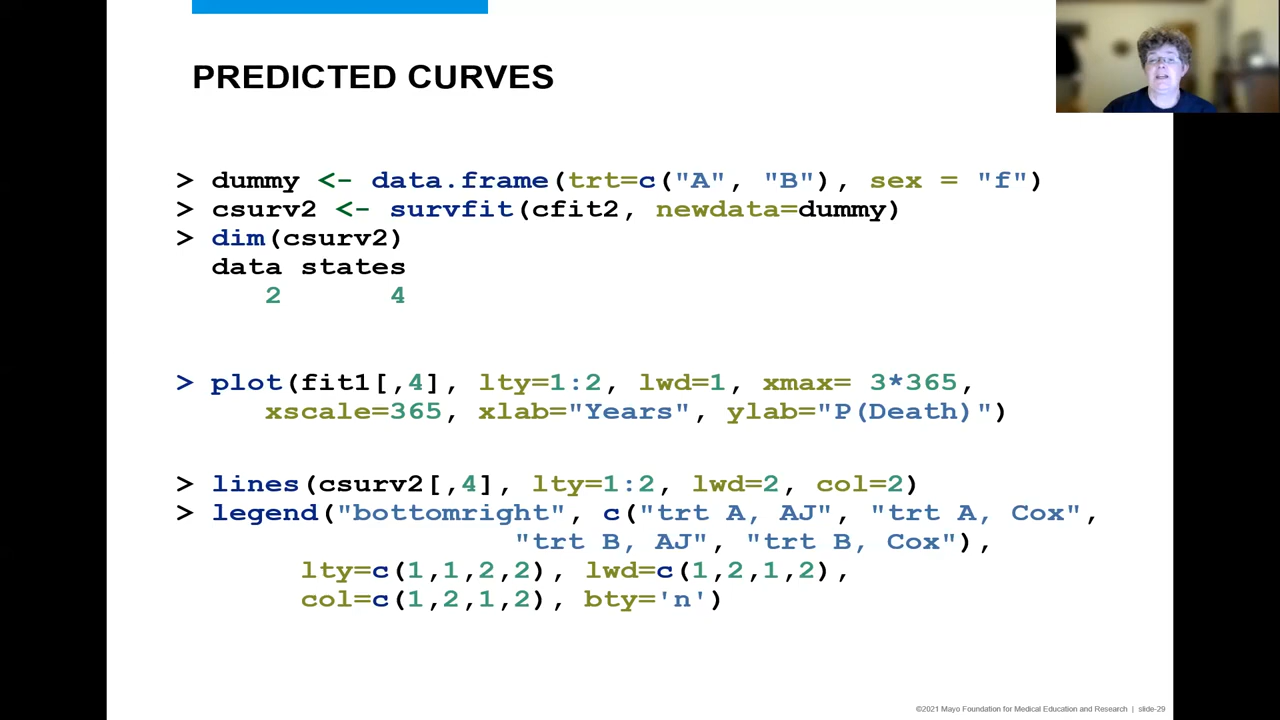 PREDICTED CURVES
> dummy <- data.frame(trt=c("A", "B"), sex = "f")
> csurv2 <- survfit(cfit2, newdata=dummy)
> dim(csurv2)
data states
2 4
> plot(fit1[,4], lty=1:2, lwd=1, xmax= 3*365,
xscale=365, xlab="Years", ylab="P(Death)")
> lines(csurv2[,4], lty=1:2, lwd=2, col=2)
> legend("bottomright", c("trt A, AJ", "trt A, Cox",
"trt B, AJ", "trt B, Cox"),
lty=c(1,1,2,2), lwd=c(1,2,1,2),
col=c(1,2,1,2), bty='n')
©2021 Mayo Foundation for Medical Education and Research | slide-29